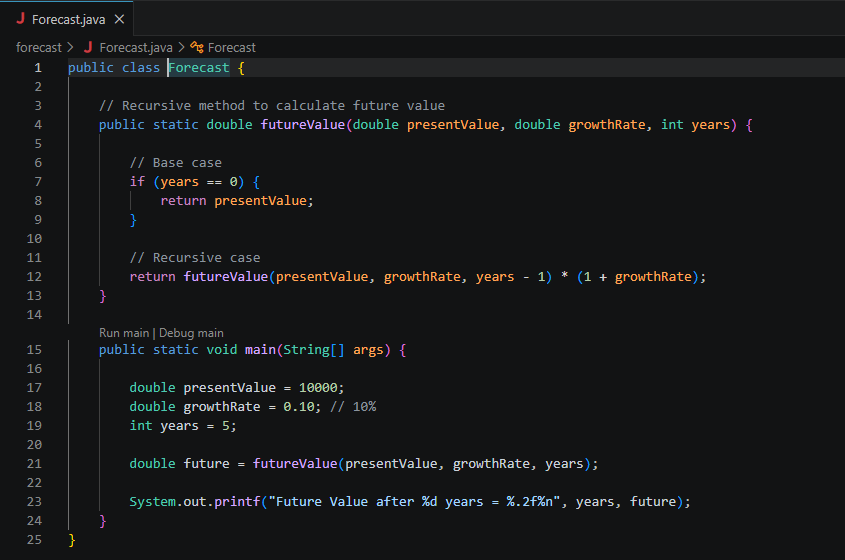 Forecast.java
forecast > Forecast.java > Forecast
1 public class Forecast {
2
3 // Recursive method to calculate future value
4 public static double futureValue(double presentValue, double growthRate, int years) {
5
6 // Base case
7 if (years == 0) {
8 return presentValue;
9 }
10
11 // Recursive case
12 return futureValue(presentValue, growthRate, years - 1) * (1 + growthRate);
13 }
14
Run main | Debug main
15 public static void main(String[] args) {
16
17 double presentValue = 10000;
18 double growthRate = 0.10; // 10%
19 int years = 5;
20
21 double future = futureValue(presentValue, growthRate, years);
22
23 System.out.printf("Future Value after %d years = %.2f%n", years, future);
24 }
25 }